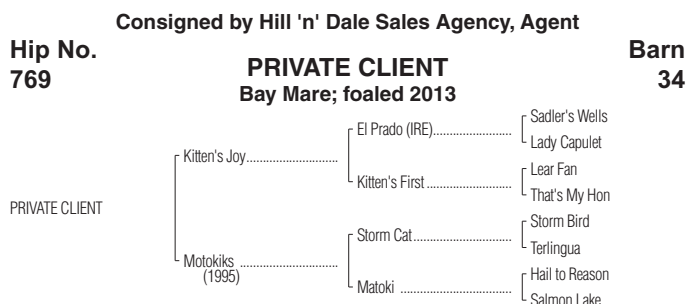 Consigned by Hill 'n' Dale Sales Agency, Agent
Hip No.
769
PRIVATE CLIENT
Bay Mare; foaled 2013
Barn
34
Sadler's Wells
El Prado (IRE)........................
Lady Capulet
Kitten's Joy............................
Lear Fan
Kitten's First ..........................
That's My Hon
PRIVATE CLIENT
Storm Bird
Storm Cat..............................
Terlingua
Motokiks ..............................
(1995)
Hail to Reason
Matoki ..................................
Salmon Lake